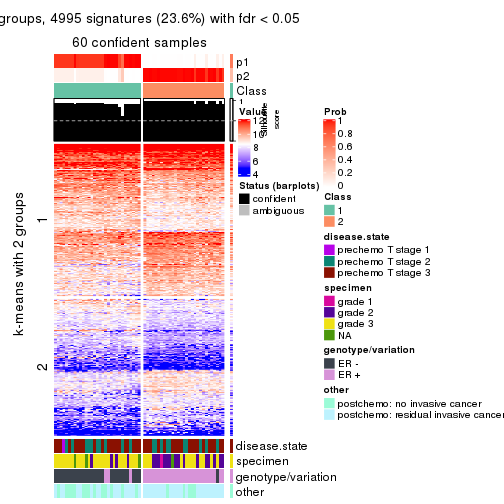 groups, 4995 signatures (23.6%) with fdr < 0.05
60 confident samples
p1
p2
Class
1
Silhouette
score
k-means with 2 groups
1
2
Value
12
8
6
4
Status (barplots)
confident
ambiguous
Prob
1
0.8
0.6
0.4
0.2
0
Class
1
2
disease.state
prechemo T stage 1
prechemo T stage 2
prechemo T stage 3
specimen
grade 1
grade 2
grade 3
NA
genotype/variation
ER -
ER +
other
postchemo: no invasive cancer
postchemo: residual invasive cancer
disease.state
specimen
genotype/variation
other